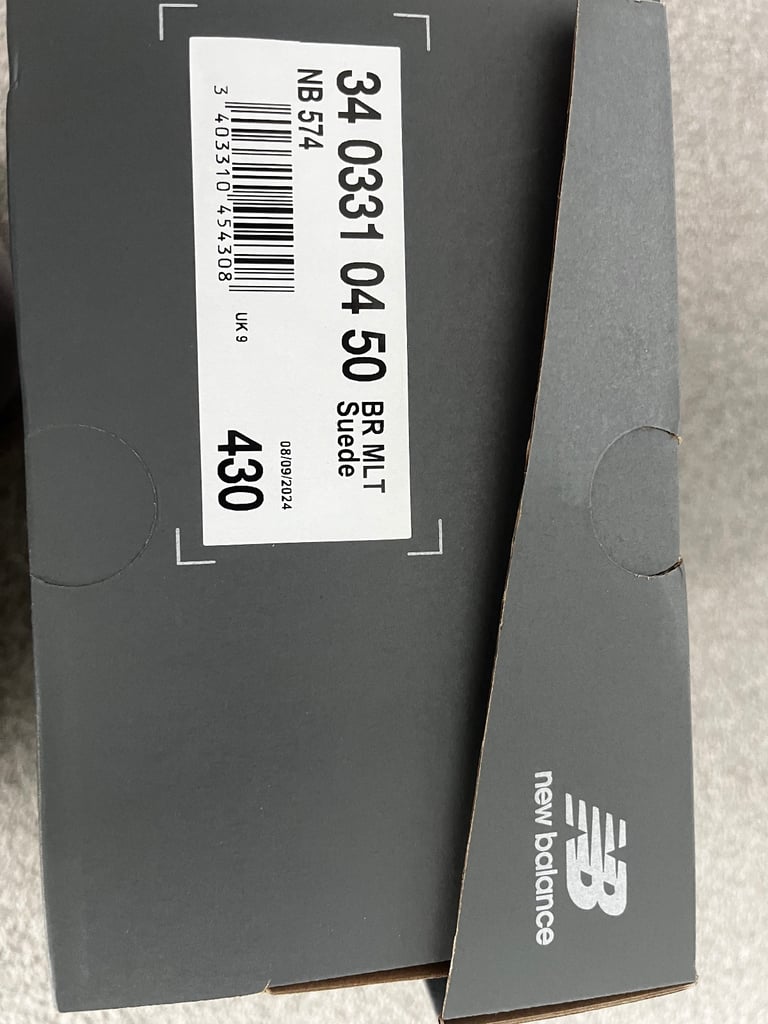 34 0331 04 50 BR MLT
Suede
NB 574
08/09/2024
3 403310 454308
UK 9
430
NB
new balance